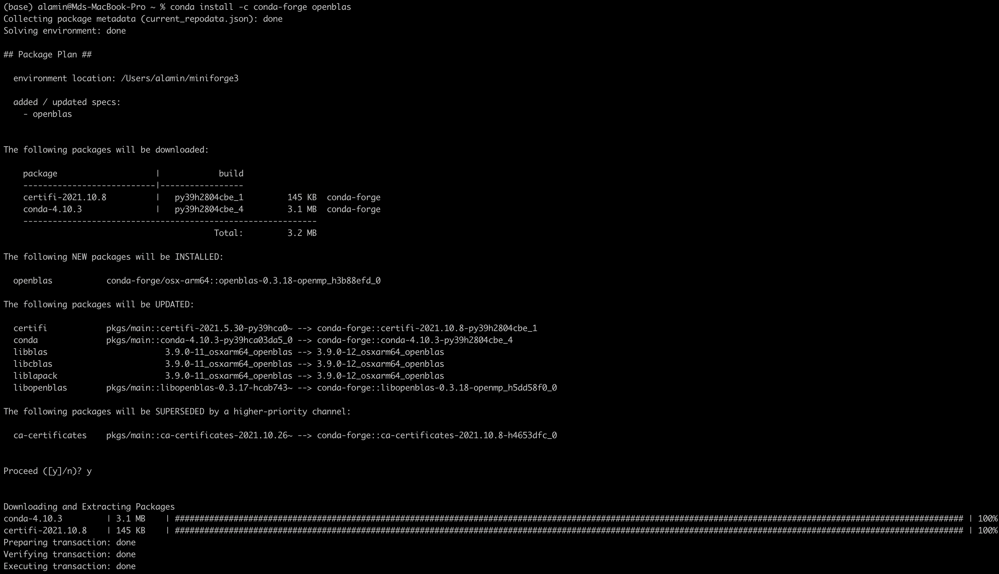 (base) alamin@Mds-MacBook-Pro ~ % conda install -c conda-forge openblas
Collecting package metadata (current_repodata.json): done
Solving environment: done

## Package Plan ##

  environment location: /Users/alamin/miniforge3

  added / updated specs:
    - openblas


The following packages will be downloaded:

    package                    |            build
    ---------------------------|-----------------
    certifi-2021.10.8          |   py39h2804cbe_1         145 KB  conda-forge
    conda-4.10.3               |   py39h2804cbe_4         3.1 MB  conda-forge
    ------------------------------------------------------------
                                           Total:         3.2 MB

The following NEW packages will be INSTALLED:

  openblas           conda-forge/osx-arm64::openblas-0.3.18-openmp_h3b88efd_0

The following packages will be UPDATED:

  certifi            pkgs/main::certifi-2021.5.30-py39hca0~ --> conda-forge::certifi-2021.10.8-py39h2804cbe_1
  conda              pkgs/main::conda-4.10.3-py39hca03da5_0 --> conda-forge::conda-4.10.3-py39h2804cbe_4
  libblas                        3.9.0-11_osxarm64_openblas --> 3.9.0-12_osxarm64_openblas
  libcblas                       3.9.0-11_osxarm64_openblas --> 3.9.0-12_osxarm64_openblas
  liblapack                      3.9.0-11_osxarm64_openblas --> 3.9.0-12_osxarm64_openblas
  libopenblas        pkgs/main::libopenblas-0.3.17-hcab743~ --> conda-forge::libopenblas-0.3.18-openmp_h5dd58f0_0

The following packages will be SUPERSEDED by a higher-priority channel:

  ca-certificates    pkgs/main::ca-certificates-2021.10.26~ --> conda-forge::ca-certificates-2021.10.8-h4653dfc_0


Proceed ([y]/n)? y


Downloading and Extracting Packages
conda-4.10.3         | 3.1 MB    | ################################################################################################################################################################# | 100%
certifi-2021.10.8    | 145 KB    | ################################################################################################################################################################# | 100%
Preparing transaction: done
Verifying transaction: done
Executing transaction: done